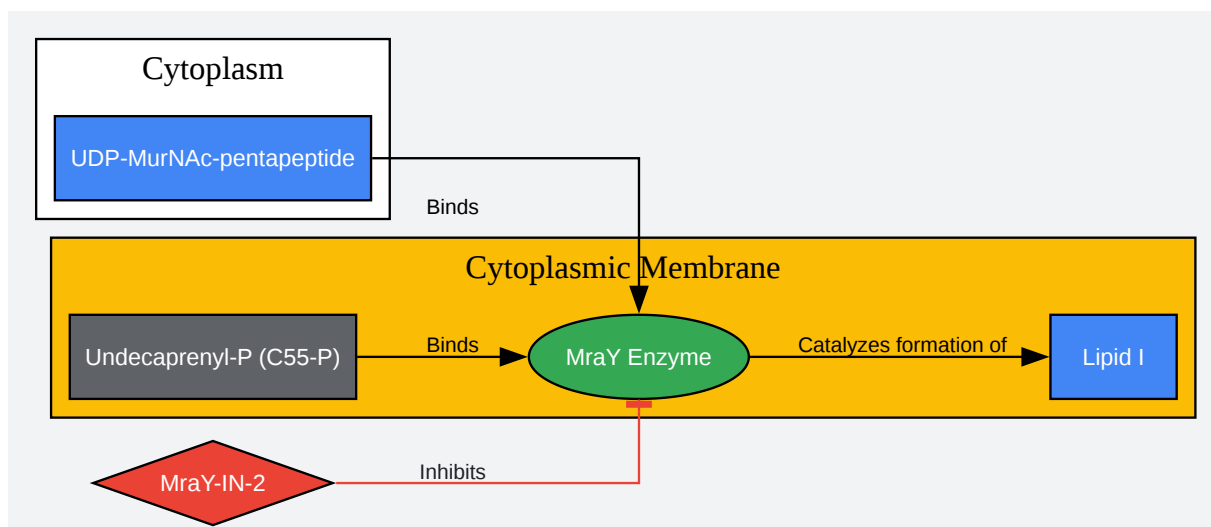 Cytoplasm
UDP-MurNAc-pentapeptide
Binds
Cytoplasmic Membrane
Undecaprenyl-P (C55-P)
Binds
MraY Enzyme
Catalyzes formation of
Lipid I
MraY-IN-2
Inhibits